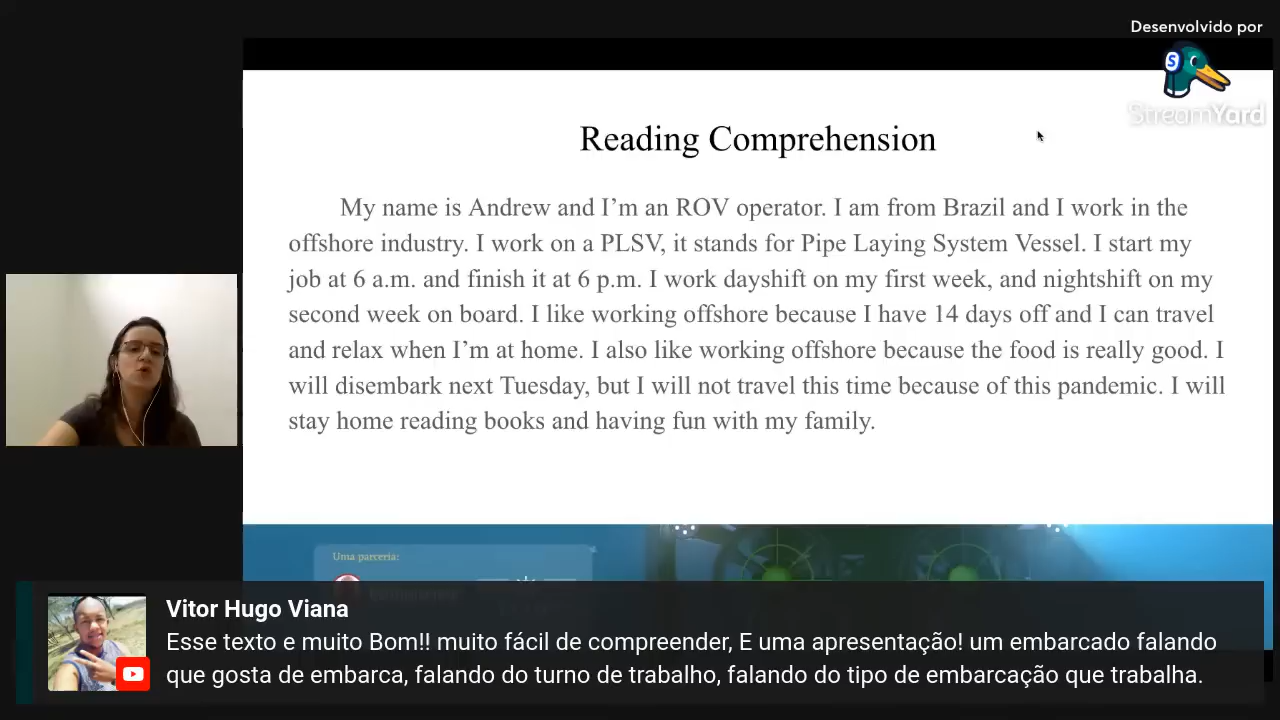 Desenvolvido por
StreamYard
Reading Comprehension
My name is Andrew and I’m an ROV operator. I am from Brazil and I work in the
offshore industry. I work on a PLSV, it stands for Pipe Laying System Vessel. I start my
job at 6 a.m. and finish it at 6 p.m. I work dayshift on my first week, and nightshift on my
second week on board. I like working offshore because I have 14 days off and I can travel
and relax when I’m at home. I also like working offshore because the food is really good. I
will disembark next Tuesday, but I will not travel this time because of this pandemic. I will
stay home reading books and having fun with my family.
Uma parceria:
Vitor Hugo Viana
Esse texto e muito Bom!! muito fácil de compreender, E uma apresentação! um embarcado falando
que gosta de embarca, falando do turno de trabalho, falando do tipo de embarcação que trabalha.